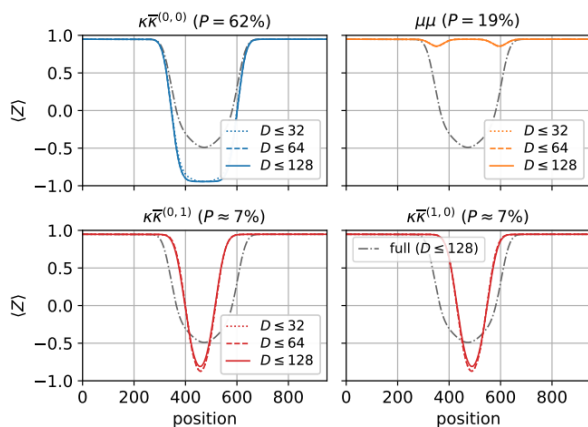 κκ̅⁽⁰,⁰⁾ (P = 62%)
μμ (P = 19%)
⟨Z⟩
1.0
0.5
0.0
−0.5
−1.0
D ≤ 32
D ≤ 64
D ≤ 128
D ≤ 32
D ≤ 64
D ≤ 128
κκ̅⁽⁰,¹⁾ (P ≈ 7%)
κκ̅⁽¹,⁰⁾ (P ≈ 7%)
⟨Z⟩
1.0
0.5
0.0
−0.5
−1.0
D ≤ 32
D ≤ 64
D ≤ 128
full (D ≤ 128)
0 200 400 600 800
0 200 400 600 800
position
position